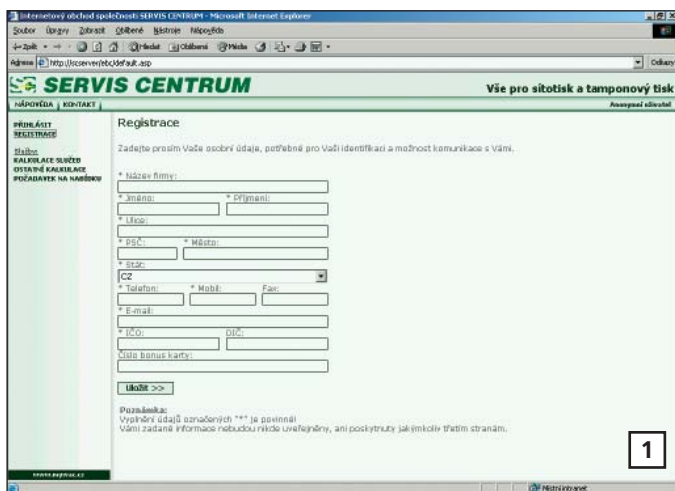 Internetový obchod společnosti SERVIS CENTRUM - Microsoft Internet Explorer
Soubor Úpravy Zobrazit Oblíbené Nástroje Nápověda
Zpět Hledat Oblíbené Média
Adresa http://scserver/ebc/default.asp Odkazy
SERVIS CENTRUM
Vše pro sítotisk a tamponový tisk
NÁPOVĚDA | KONTAKT |
Anonymní uživatel
PŘIHLÁSIT
REGISTRACE
Služby
KALKULACE SLUŽEB
OSTATNÍ KALKULACE
POŽADAVEK NA NABÍDKU
Registrace
Zadejte prosím Vaše osobní údaje, potřebné pro Vaši identifikaci a možnost komunikace s Vámi.
* Název firmy:
* Jméno: * Příjmení:
* Ulice:
* PSČ: * Město:
* Stát:
CZ
* Telefon: * Mobil: Fax:
* E-mail:
* IČO: DIČ:
Číslo bonus karty:
Uložit >>
Poznámka:
Vyplnění údajů označených "*" je povinné!
Vámi zadané informace nebudou nikde uveřejněny, ani poskytnuty jakýmkoliv třetím stranám.
1
Místní intranet